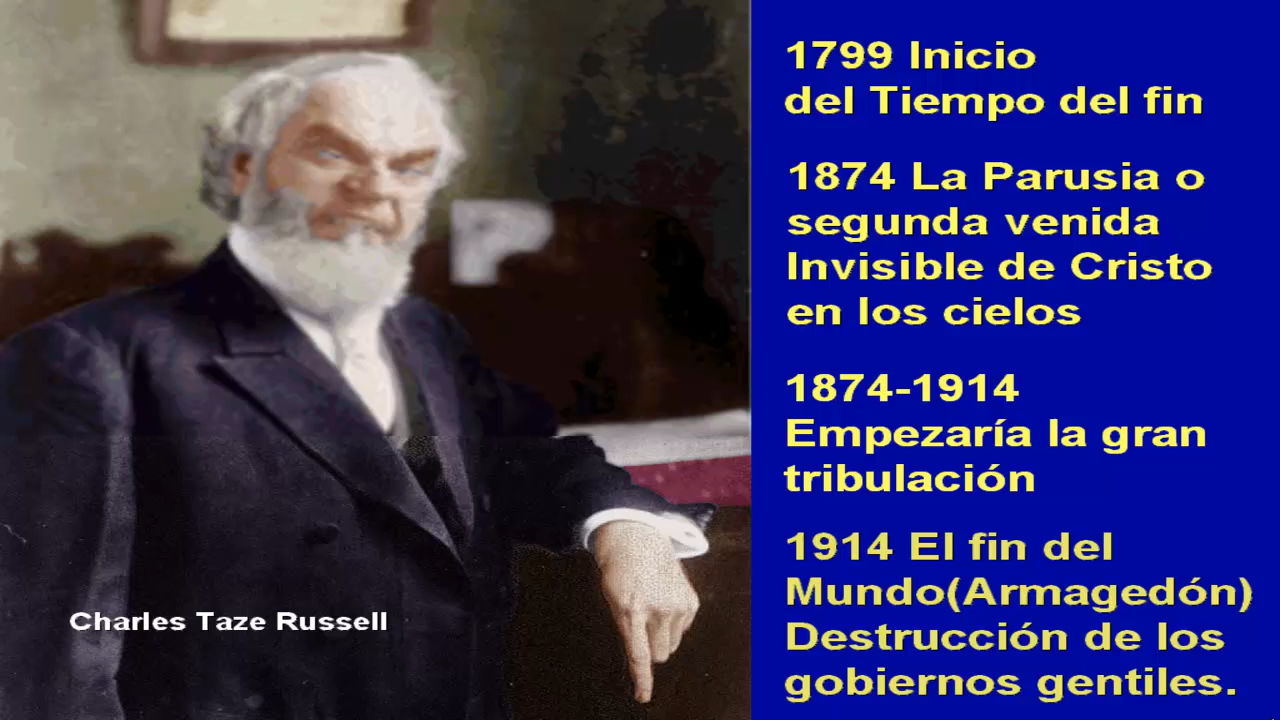 1799 Inicio
del Tiempo del fin
1874 La Parusia o
segunda venida
Invisible de Cristo
en los cielos
1874-1914
Empezaría la gran
tribulación
1914 El fin del
Mundo(Armagedón)
Destrucción de los
gobiernos gentiles.
Charles Taze Russell